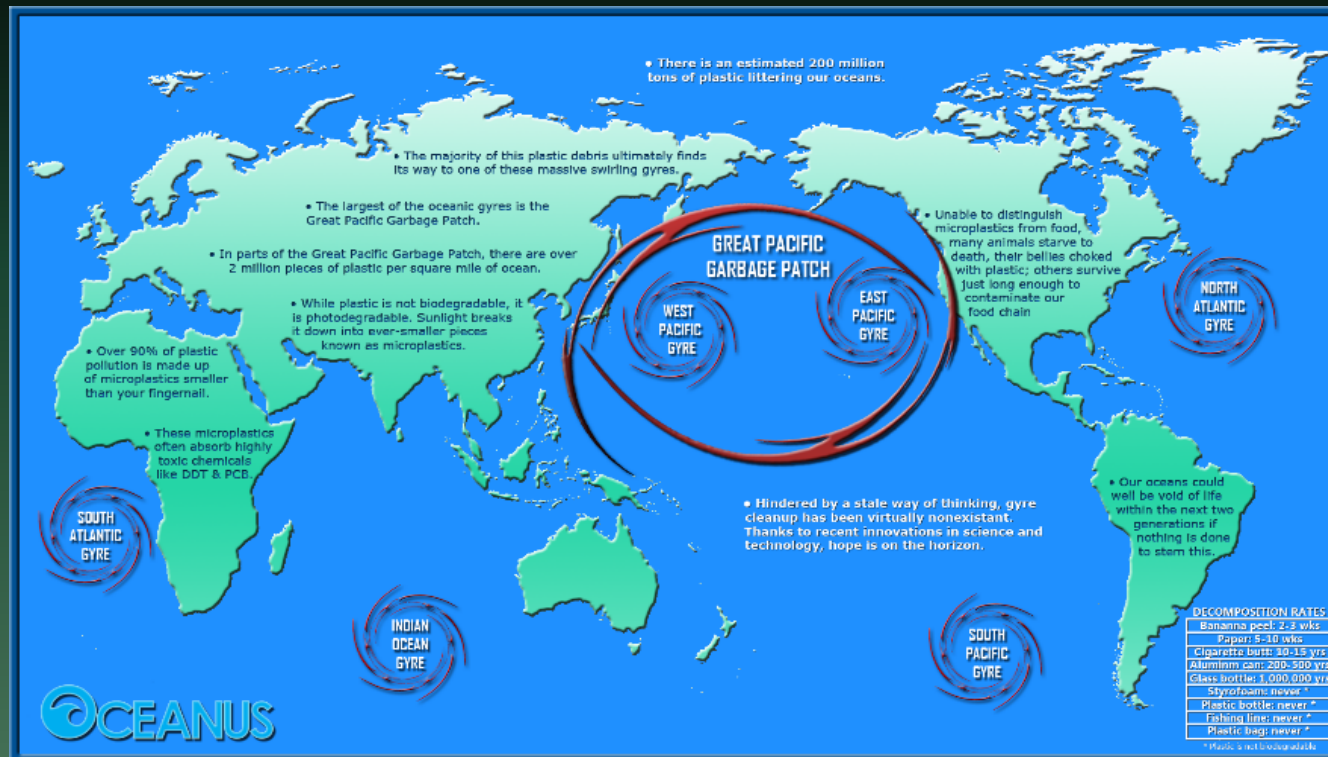 • There is an estimated 200 million
tons of plastic littering our oceans.
• The majority of this plastic debris ultimately finds
its way to one of these massive swirling gyres.
• The largest of the oceanic gyres is the
Great Pacific Garbage Patch.
• In parts of the Great Pacific Garbage Patch, there are over
2 million pieces of plastic per square mile of ocean.
• While plastic is not biodegradable, it
is photodegradable. Sunlight breaks
it down into ever-smaller pieces
known as microplastics.
• Over 90% of plastic
pollution is made up
of microplastics smaller
than your fingernail.
• These microplastics
often absorb highly
toxic chemicals
like DDT & PCB.
GREAT PACIFIC
GARBAGE PATCH
WEST
PACIFIC
GYRE
EAST
PACIFIC
GYRE
• Unable to distinguish
microplastics from food,
many animals starve to
death, their bellies choked
with plastic; others survive
just long enough to
contaminate our
food chain
NORTH
ATLANTIC
GYRE
SOUTH
ATLANTIC
GYRE
INDIAN
OCEAN
GYRE
• Hindered by a stale way of thinking, gyre
cleanup has been virtually nonexistant.
Thanks to recent innovations in science and
technology, hope is on the horizon.
• Our oceans could
well be void of life
within the next two
generations if
nothing is done
to stem this.
SOUTH
PACIFIC
GYRE
DECOMPOSITION RATES
Bananna peel: 2-3 wks
Paper: 5-10 wks
Cigarette butt: 10-15 yrs
Aluminm can: 200-500 yrs
Glass bottle: 1,000,000 yrs
Styrofoam: never *
Plastic bottle: never *
Fishing line: never *
Plastic bag: never *
* Plastic is not biodegradable
OCEANUS